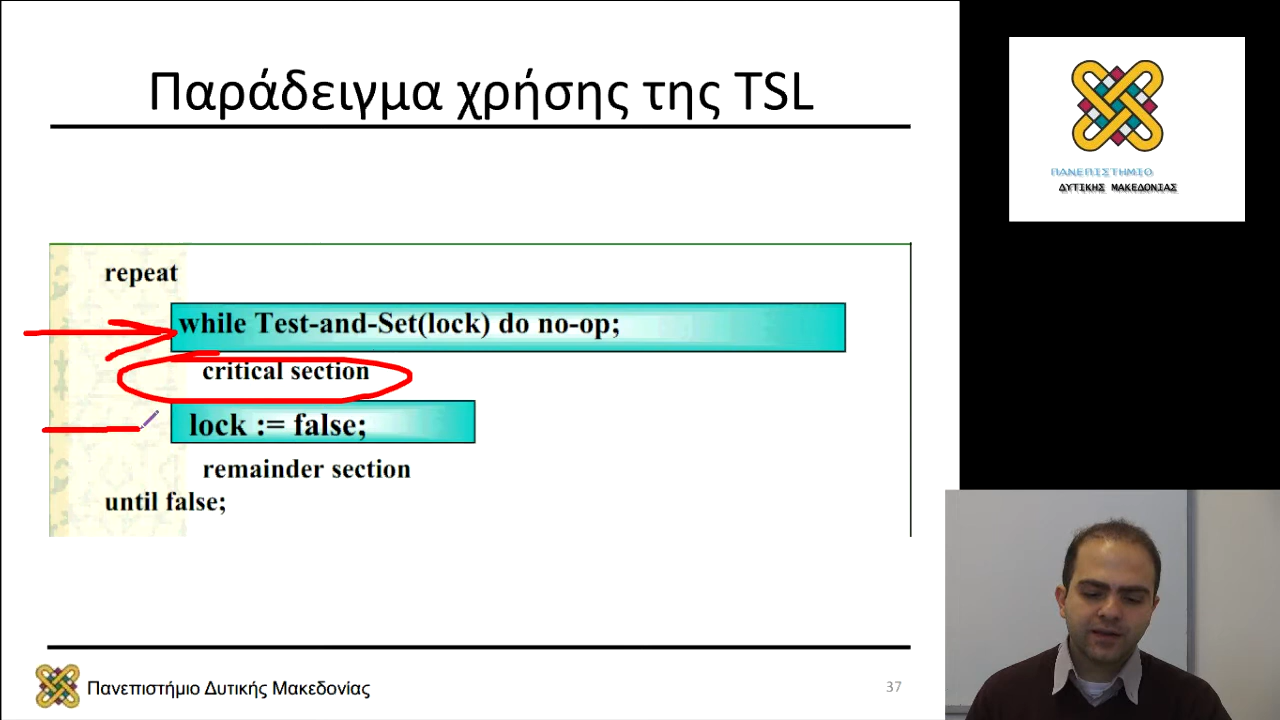 Παράδειγμα χρήσης της TSL
ΠΑΝΕΠΙΣΤΗΜΙΟ
ΔΥΤΙΚΗΣ ΜΑΚΕΔΟΝΙΑΣ
repeat
while Test-and-Set(lock) do no-op;
critical section
lock := false;
remainder section
until false;
Πανεπιστήμιο Δυτικής Μακεδονίας
37